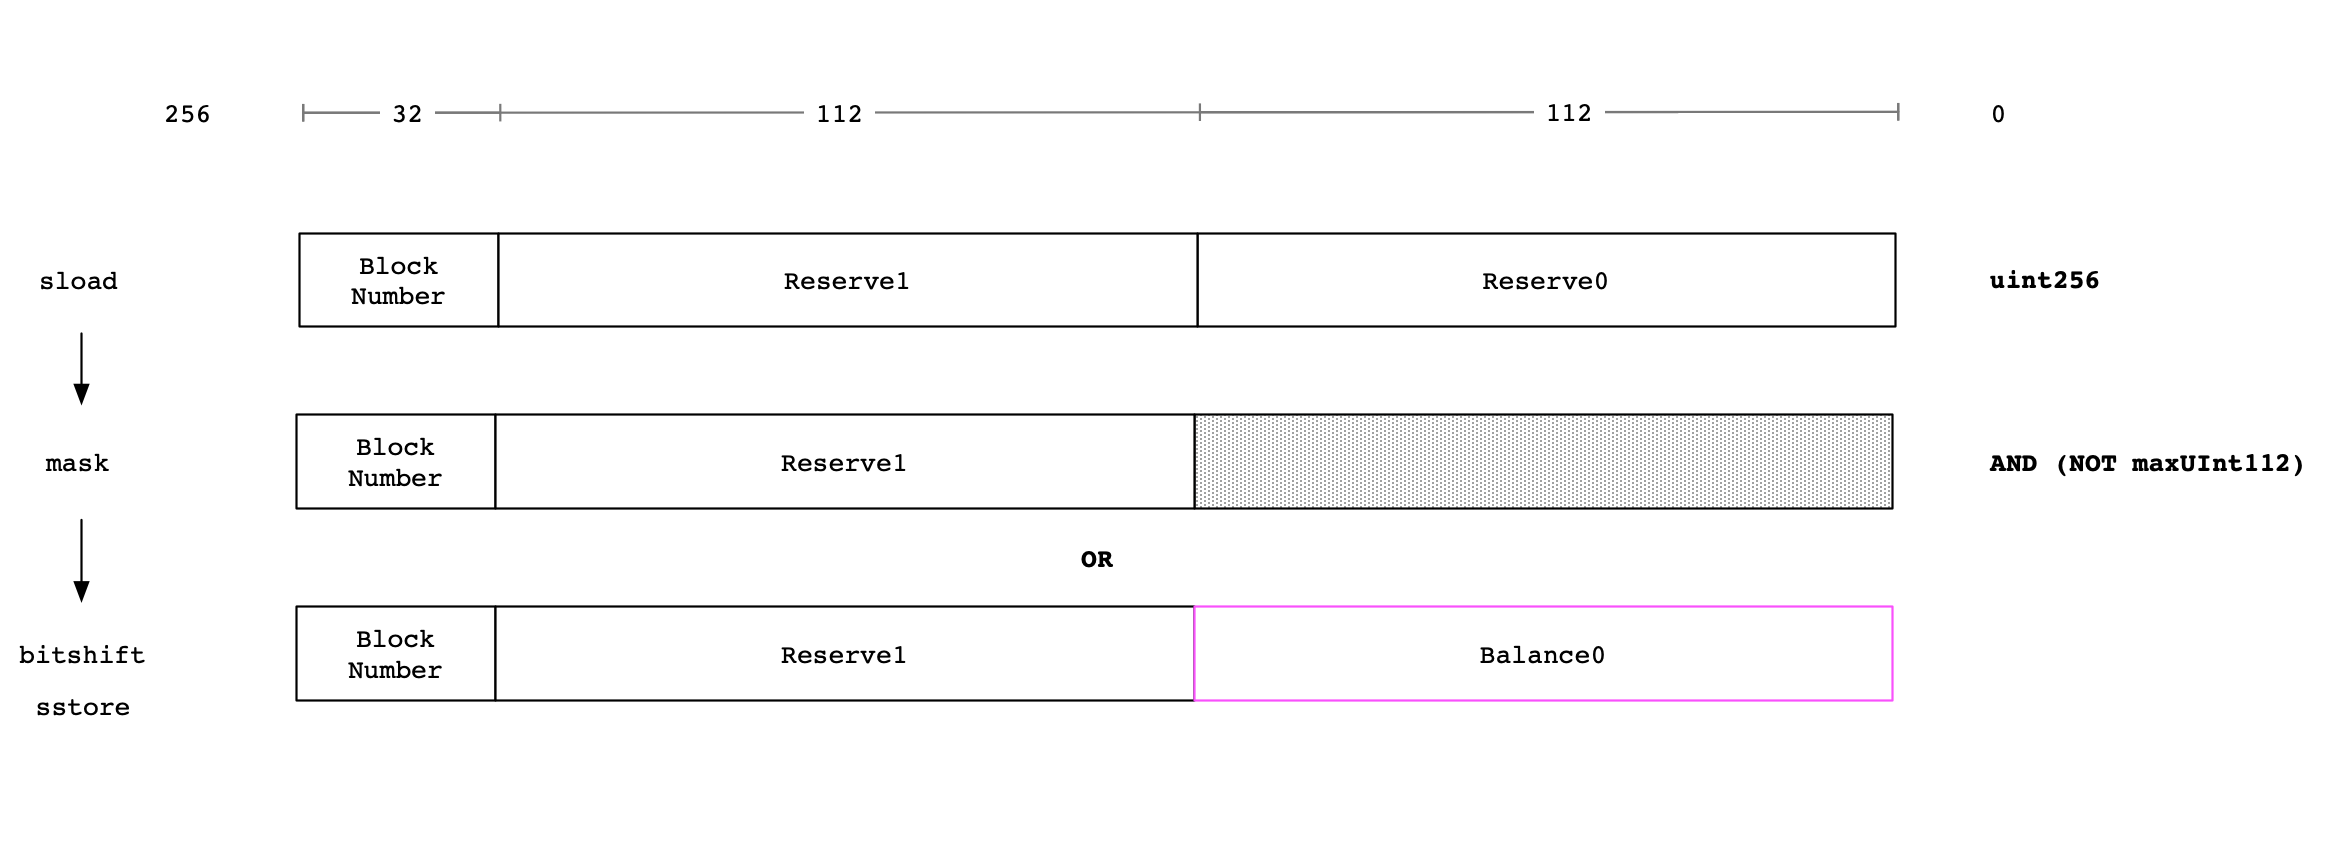 256 32 112 112 0
sload
Block
Number
Reserve1
Reserve0
uint256
mask
Block
Number
Reserve1
AND (NOT maxUInt112)
OR
bitshift
sstore
Block
Number
Reserve1
Balance0